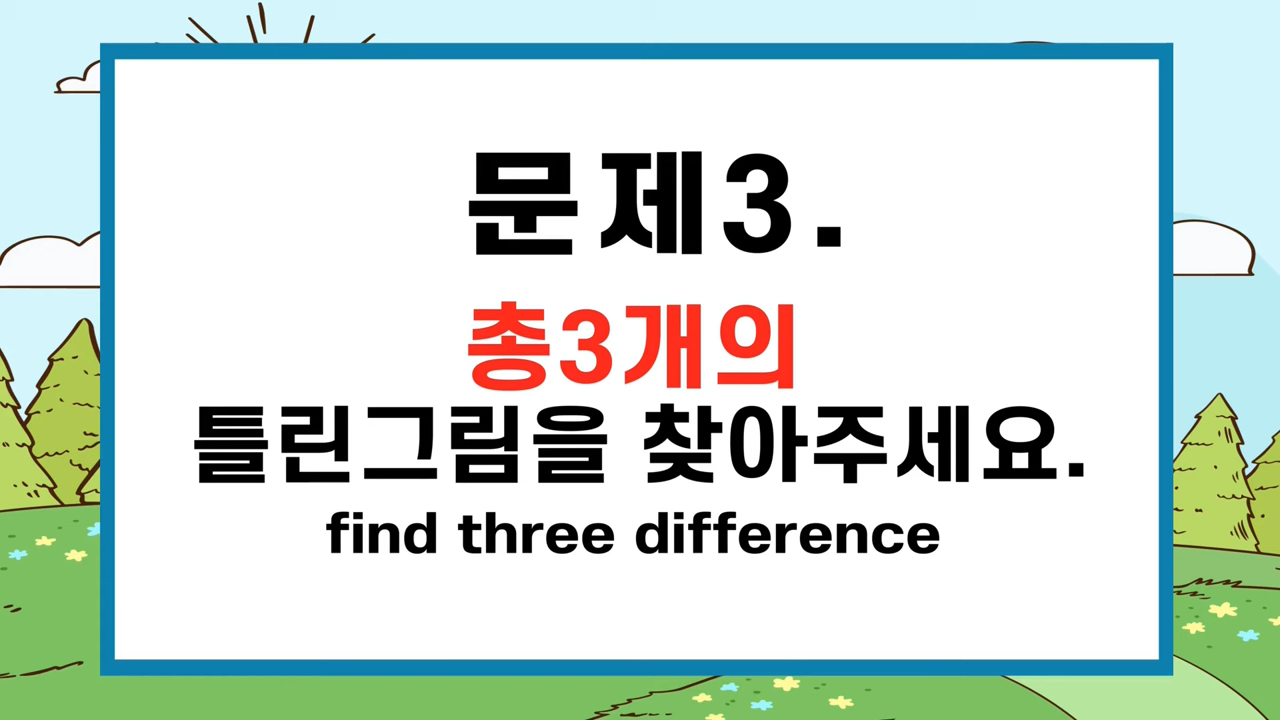 문제3.
총3개의
틀린그림을 찾아주세요.
find three difference